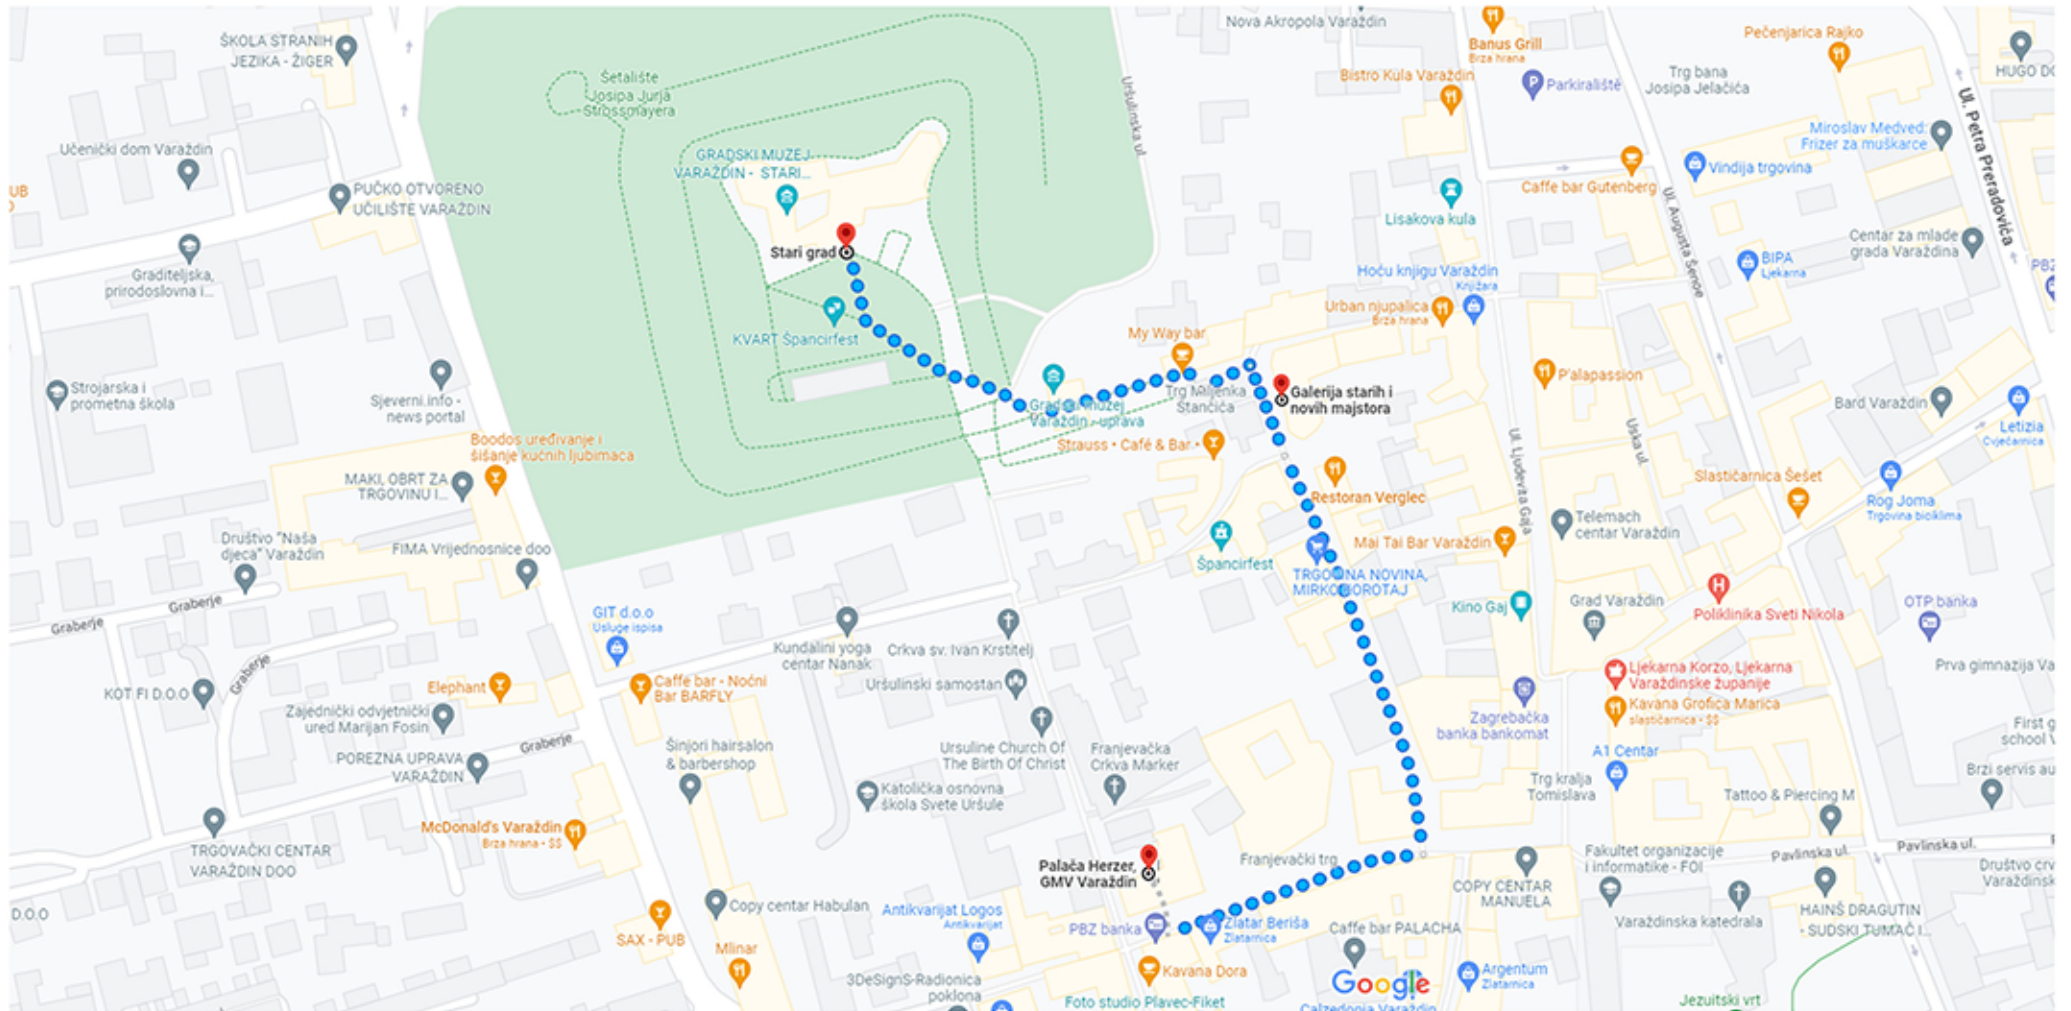 ŠKOLA STRANIH
JEZIKA - ŽIGER
Šetalište
Josipa Jurja
Strossmayera
Nova Akropola Varaždin
Banus Grill
Brza hrana
Bistro Kula Varaždin
Parkiralište
Trg bana
Josipa Jelačića
Pečenjarica Rajko
Ul. Petra Preradovića
Uršulinska ul.
Učenički dom Varaždin
PUČKO OTVORENO
UČILIŠTE VARAŽDIN
GRADSKI MUZEJ
VARAŽDIN - STARI...
Miroslav Medved:
Frizer za muškarce
Vindija trgovina
Caffe bar Gutenberg
Lisakova kula
Ul. Augusta Šenoe
Graditeljska,
prirodoslovna i...
Stari grad
Centar za mlade
grada Varaždina
BIPA
Ljekarna
Hoću knjigu Varaždin
Knjižara
Urban njupalica
Brza hrana
KVART Špancirfest
My Way bar
Strojarska i
prometna škola
Sjeverni.info -
news portal
Gradski muzej
Varaždin - uprava
Trg Miljenka
Stančića
Galerija starih i
novih majstora
P'alapassion
Bard Varaždin
Letizia
Cvjećarnica
Boodos uređivanje i
šišanje kućnih ljubimaca
Strauss • Café & Bar •
Uska ul.
Ul. Ljudevita Gaja
MAKI, OBRT ZA
TRGOVINU I...
Restoran Verglec
Slastičarnica Šešet
Rog Joma
Trgovina biciklima
Društvo "Naša
djeca" Varaždin
FIMA Vrijednosnice doo
Špancirfest
Mai Tai Bar Varaždin
Telemach
centar Varaždin
TRGOVINA NOVINA,
Graberje
Graberje
GIT d.o.o
Usluge ispisa
Kino Gaj
Grad Varaždin
Poliklinika Sveti Nikola
OTP banka
Kundalini yoga
centar Nanak
Crkva sv. Ivan Krstitelj
Uršulinski samostan
Graberje
KOT FI D.O.O
Elephant
Caffe bar - Noćni
Bar BARFLY
Ljekarna Korzo, Ljekarna
Varaždinske županije
Kavana Grofica Marica
slastičarnica - $$
Zajednički odvjetnički
ured Marijan Fosin
Zagrebačka
banka bankomat
Graberje
POREZNA UPRAVA
VARAŽDIN
Šinjori hairsalon
& barbershop
Ursuline Church Of
The Birth Of Christ
Franjevačka
Crkva Marker
A1 Centar
Katolička osnovna
škola Svete Uršule
Trg kralja
Tomislava
Tattoo & Piercing M
McDonald's Varaždin
Brza hrana - $$
TRGOVAČKI CENTAR
VARAŽDIN DOO
Palača Herzer,
GMV Varaždin
Franjevački trg
Fakultet organizacije
i informatike - FOI
Pavlinska ul.
Pavlinska ul.
COPY CENTAR
MANUELA
Copy centar Habulan
Antikvarijat Logos
Antikvarijat
PBZ banka
Zlatar Beriša
Zlatarnica
Caffe bar PALACHA
Varaždinska katedrala
HAINŠ DRAGUTIN
- SUDSKI TUMAČ I...
SAX - PUB
Mlinar
Kavana Dora
Argentum
Zlatarnica
3DeSignS-Radionica
poklona
Foto studio Plavec-Fiket
Google
Jezuitski vrt